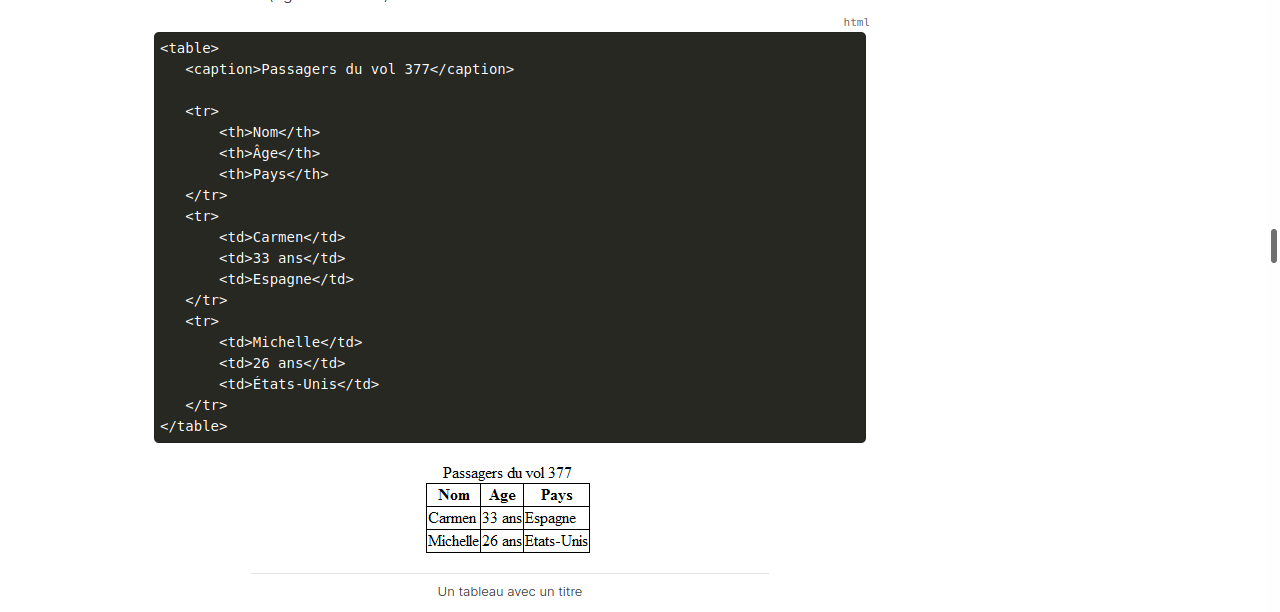 html
<table>
   <caption>Passagers du vol 377</caption>

   <tr>
       <th>Nom</th>
       <th>Âge</th>
       <th>Pays</th>
   </tr>
   <tr>
       <td>Carmen</td>
       <td>33 ans</td>
       <td>Espagne</td>
   </tr>
   <tr>
       <td>Michelle</td>
       <td>26 ans</td>
       <td>États-Unis</td>
   </tr>
</table>
Passagers du vol 377
Nom Age Pays
Carmen 33 ans Espagne
Michelle 26 ans Etats-Unis
Un tableau avec un titre